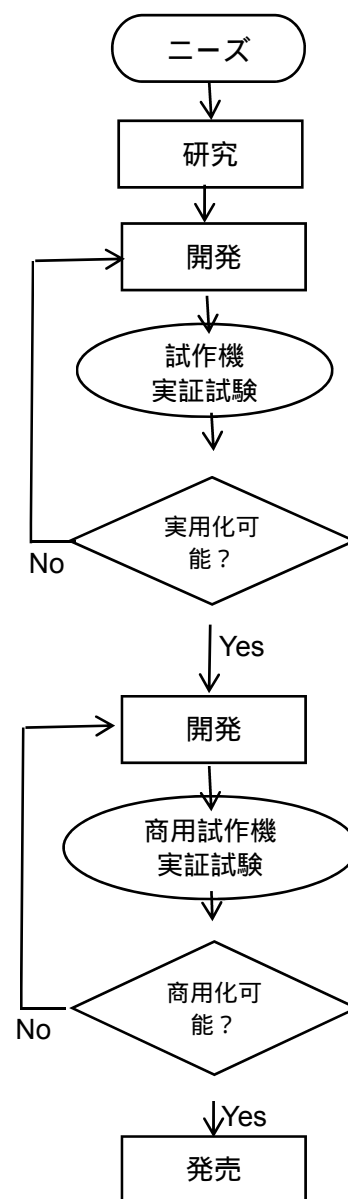 ニーズ
研究
開発
試作機
実証試験
実用化可
能？
No
Yes
開発
商用試作機
実証試験
商用化可
能？
No
Yes
発売